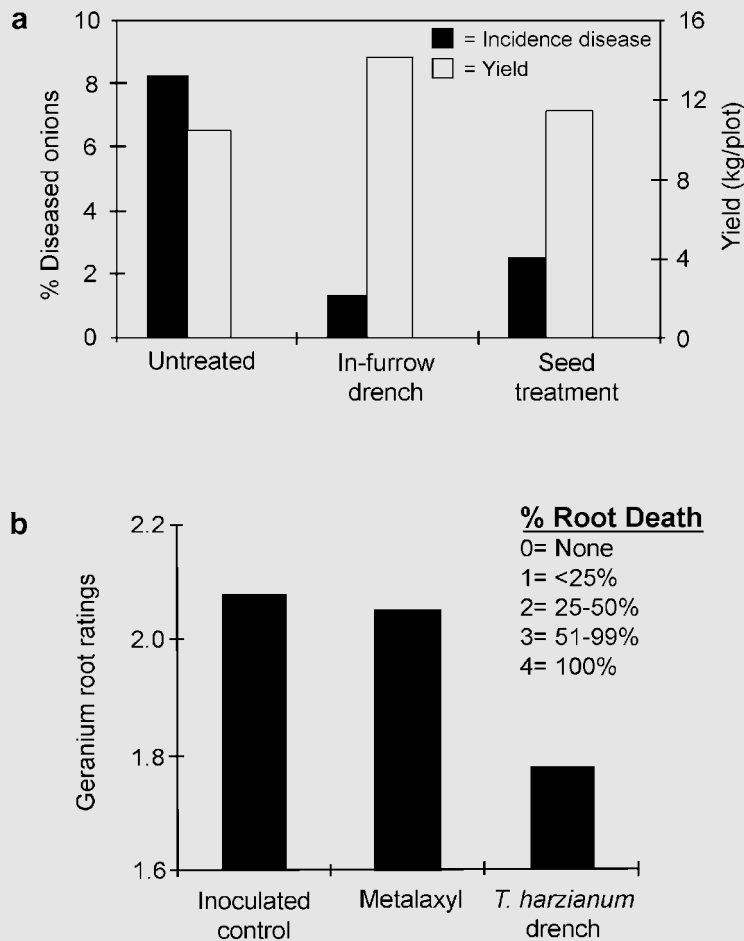 a
10
8
6
4
2
0
% Diseased onions
= Incidence disease
= Yield
16
12
8
4
0
Yield (kg/plot)
Untreated
In-furrow
drench
Seed
treatment
b
2.2
2.0
1.8
1.6
Geranium root ratings
% Root Death
0= None
1= <25%
2= 25-50%
3= 51-99%
4= 100%
Inoculated
control
Metalaxyl
T. harzianum
drench